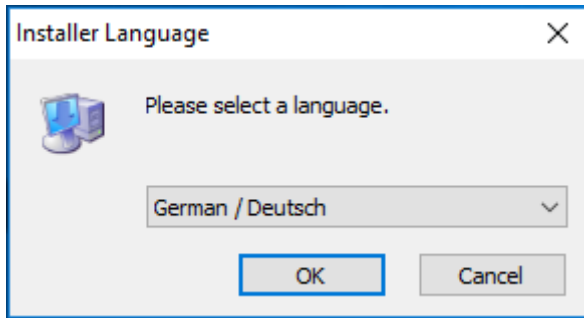 Installer Language
Please select a language.
German / Deutsch
OK
Cancel